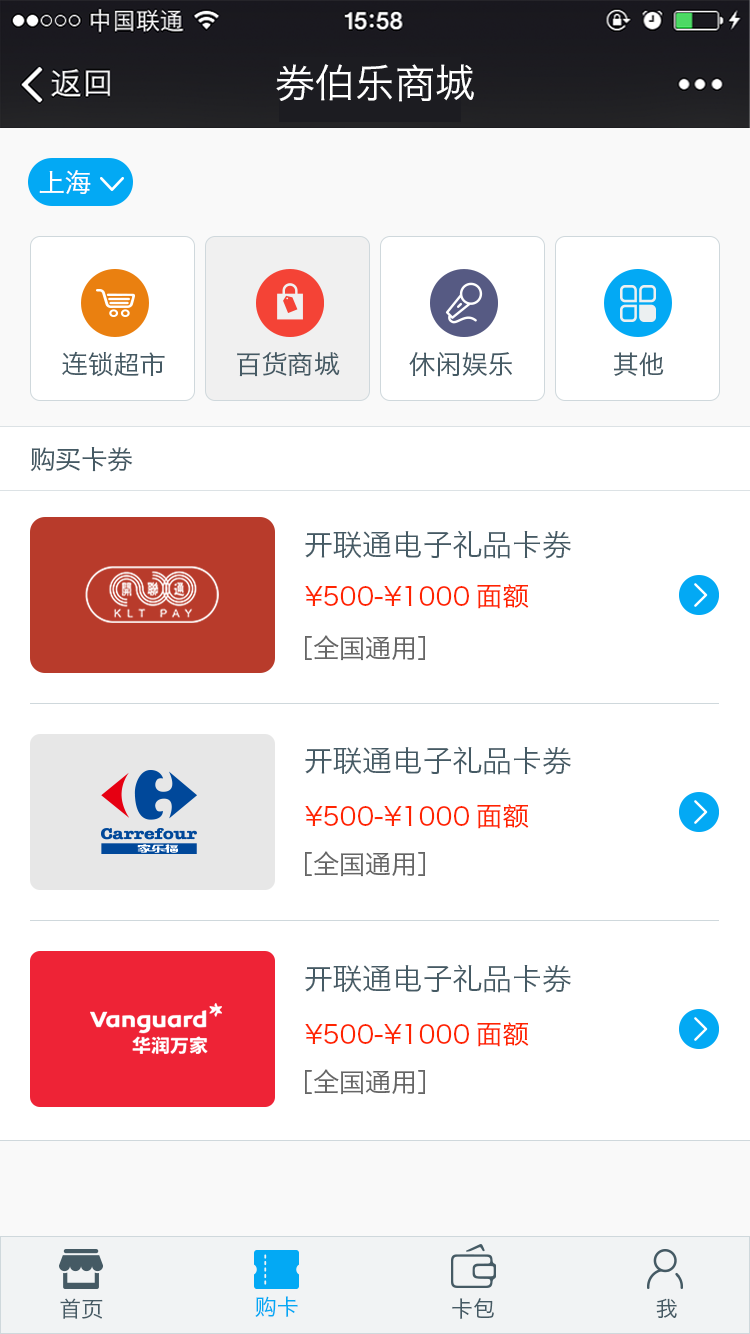 中国联通
15:58
返回
券伯乐商城
上海
连锁超市
百货商城
休闲娱乐
其他
购买卡券
開聯通
KLT PAY
开联通电子礼品卡券
¥500-¥1000 面额
[全国通用]
Carrefour
家乐福
开联通电子礼品卡券
¥500-¥1000 面额
[全国通用]
Vanguard*
华润万家
开联通电子礼品卡券
¥500-¥1000 面额
[全国通用]
首页
购卡
卡包
我